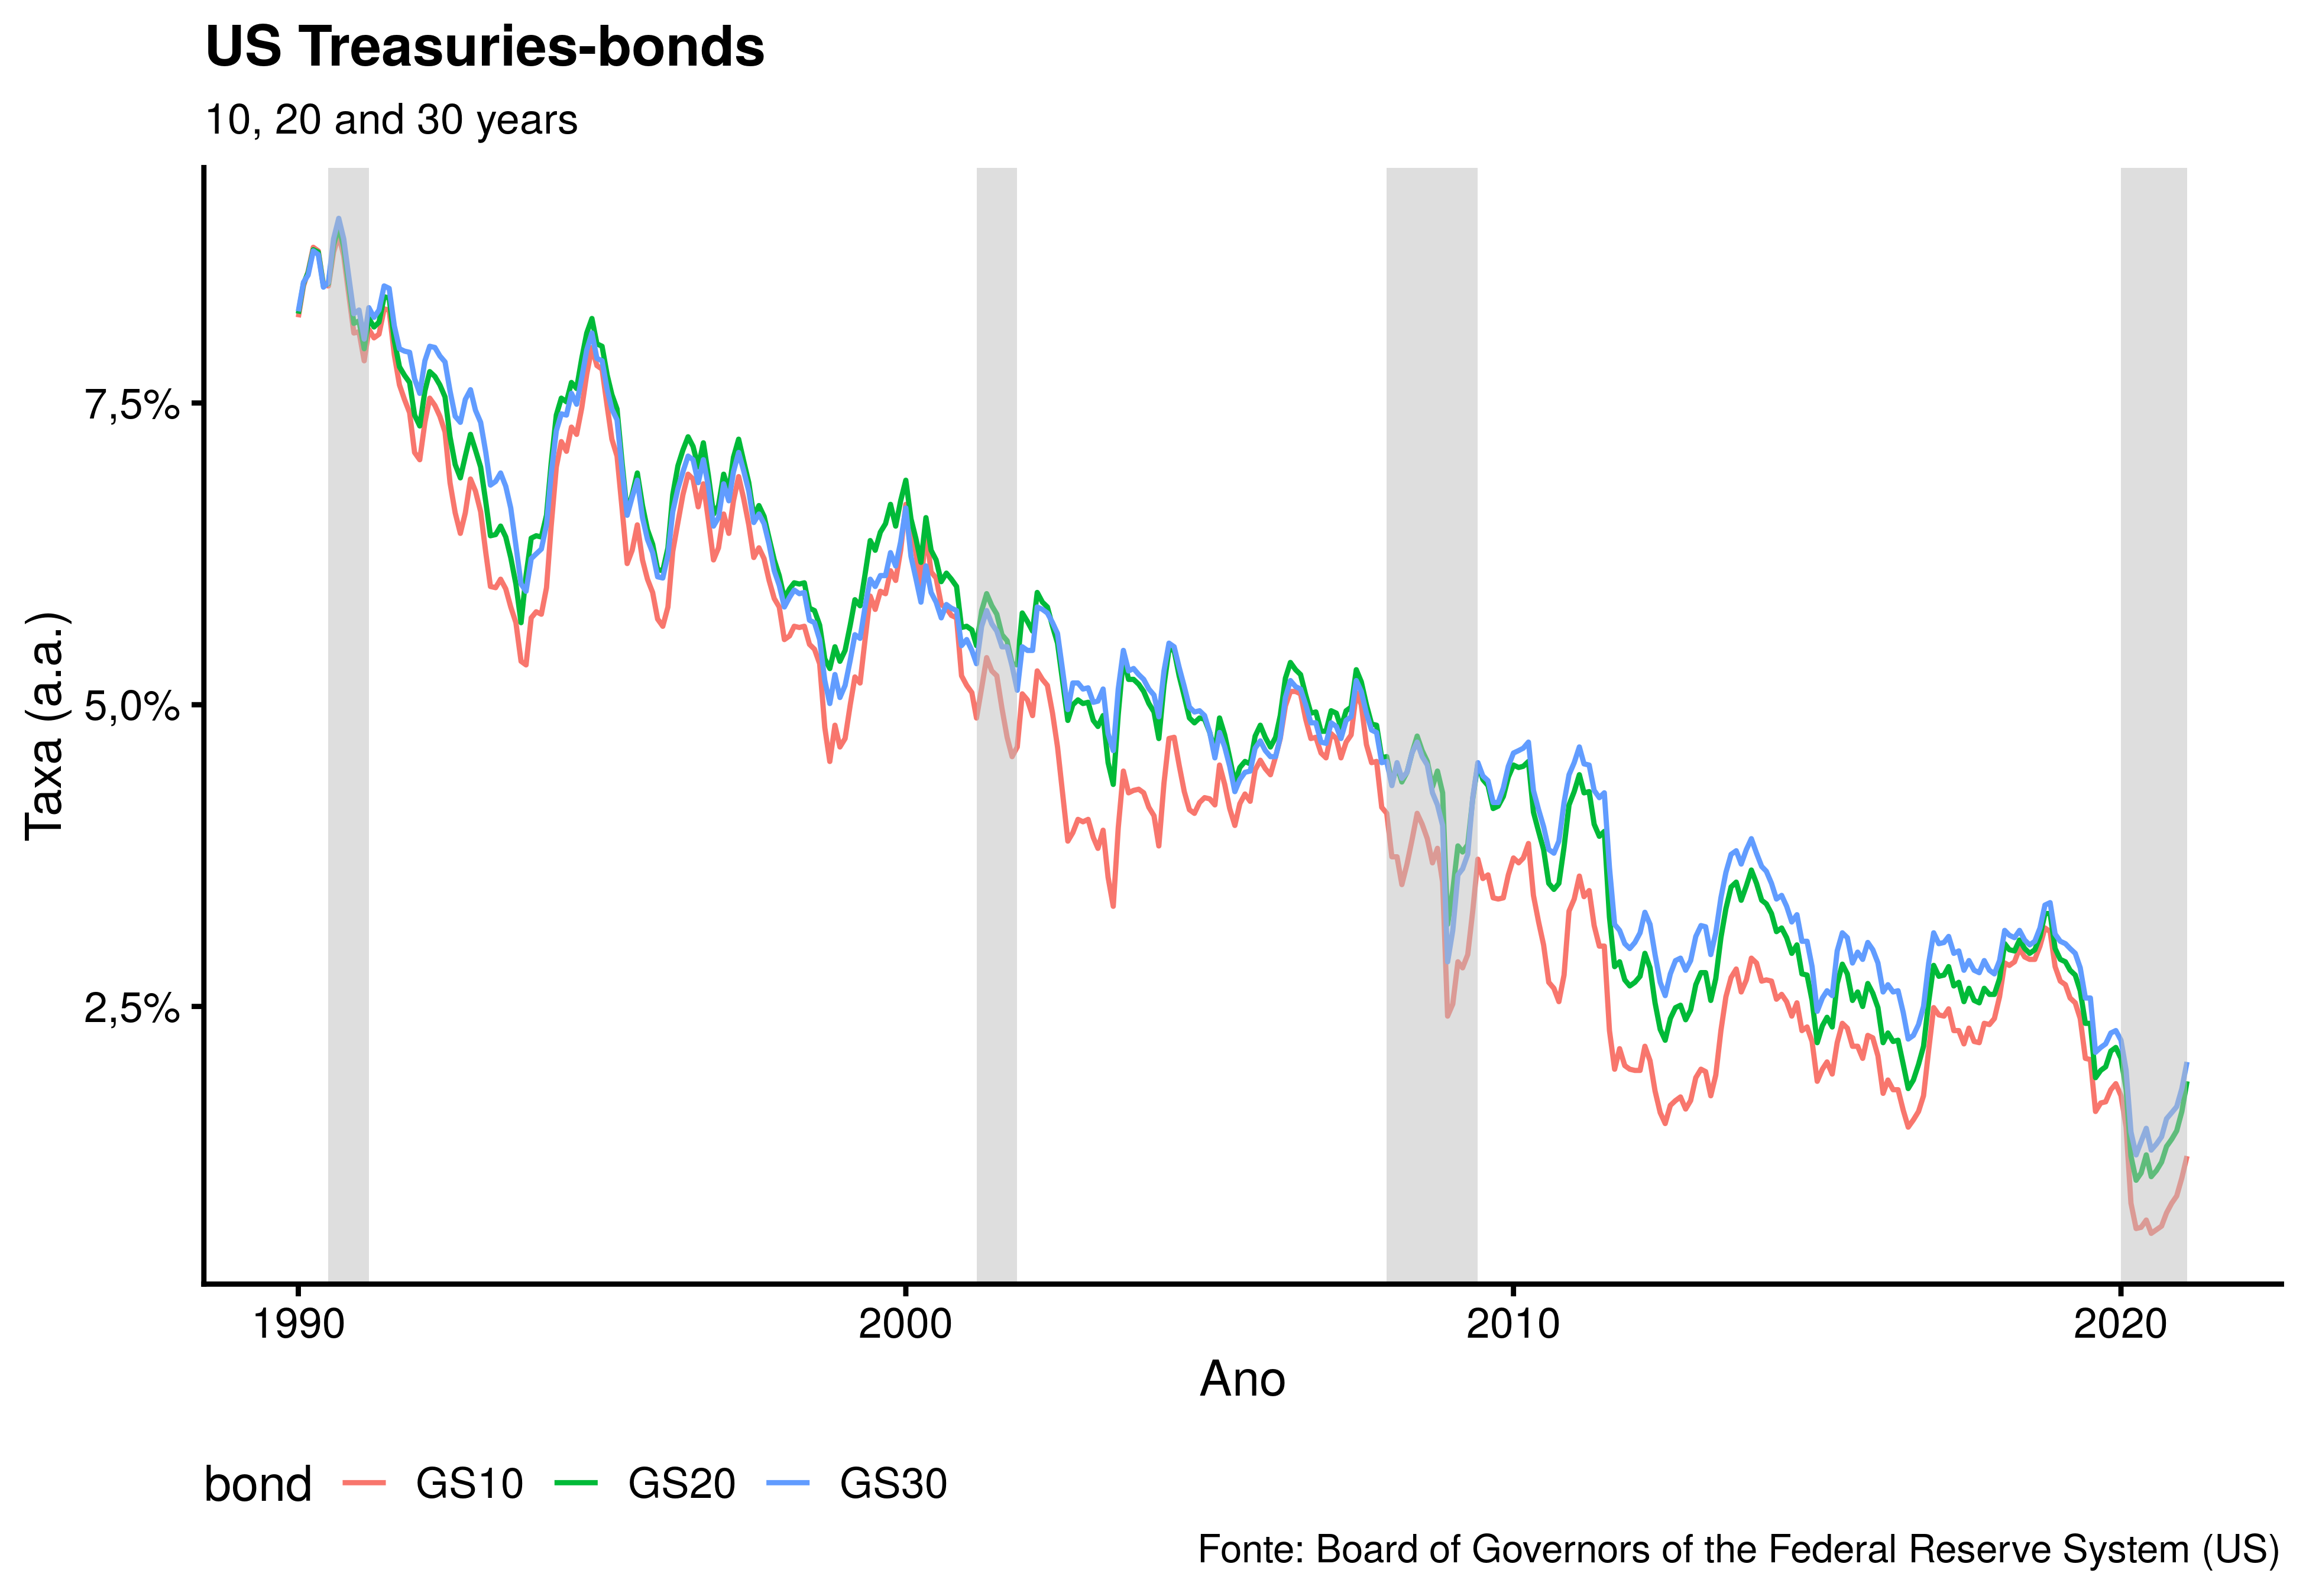 US Treasuries-bonds
10, 20 and 30 years
Taxa (a.a.)
7,5%
5,0%
2,5%
1990 2000 2010 2020
Ano
bond GS10 GS20 GS30
Fonte: Board of Governors of the Federal Reserve System (US)